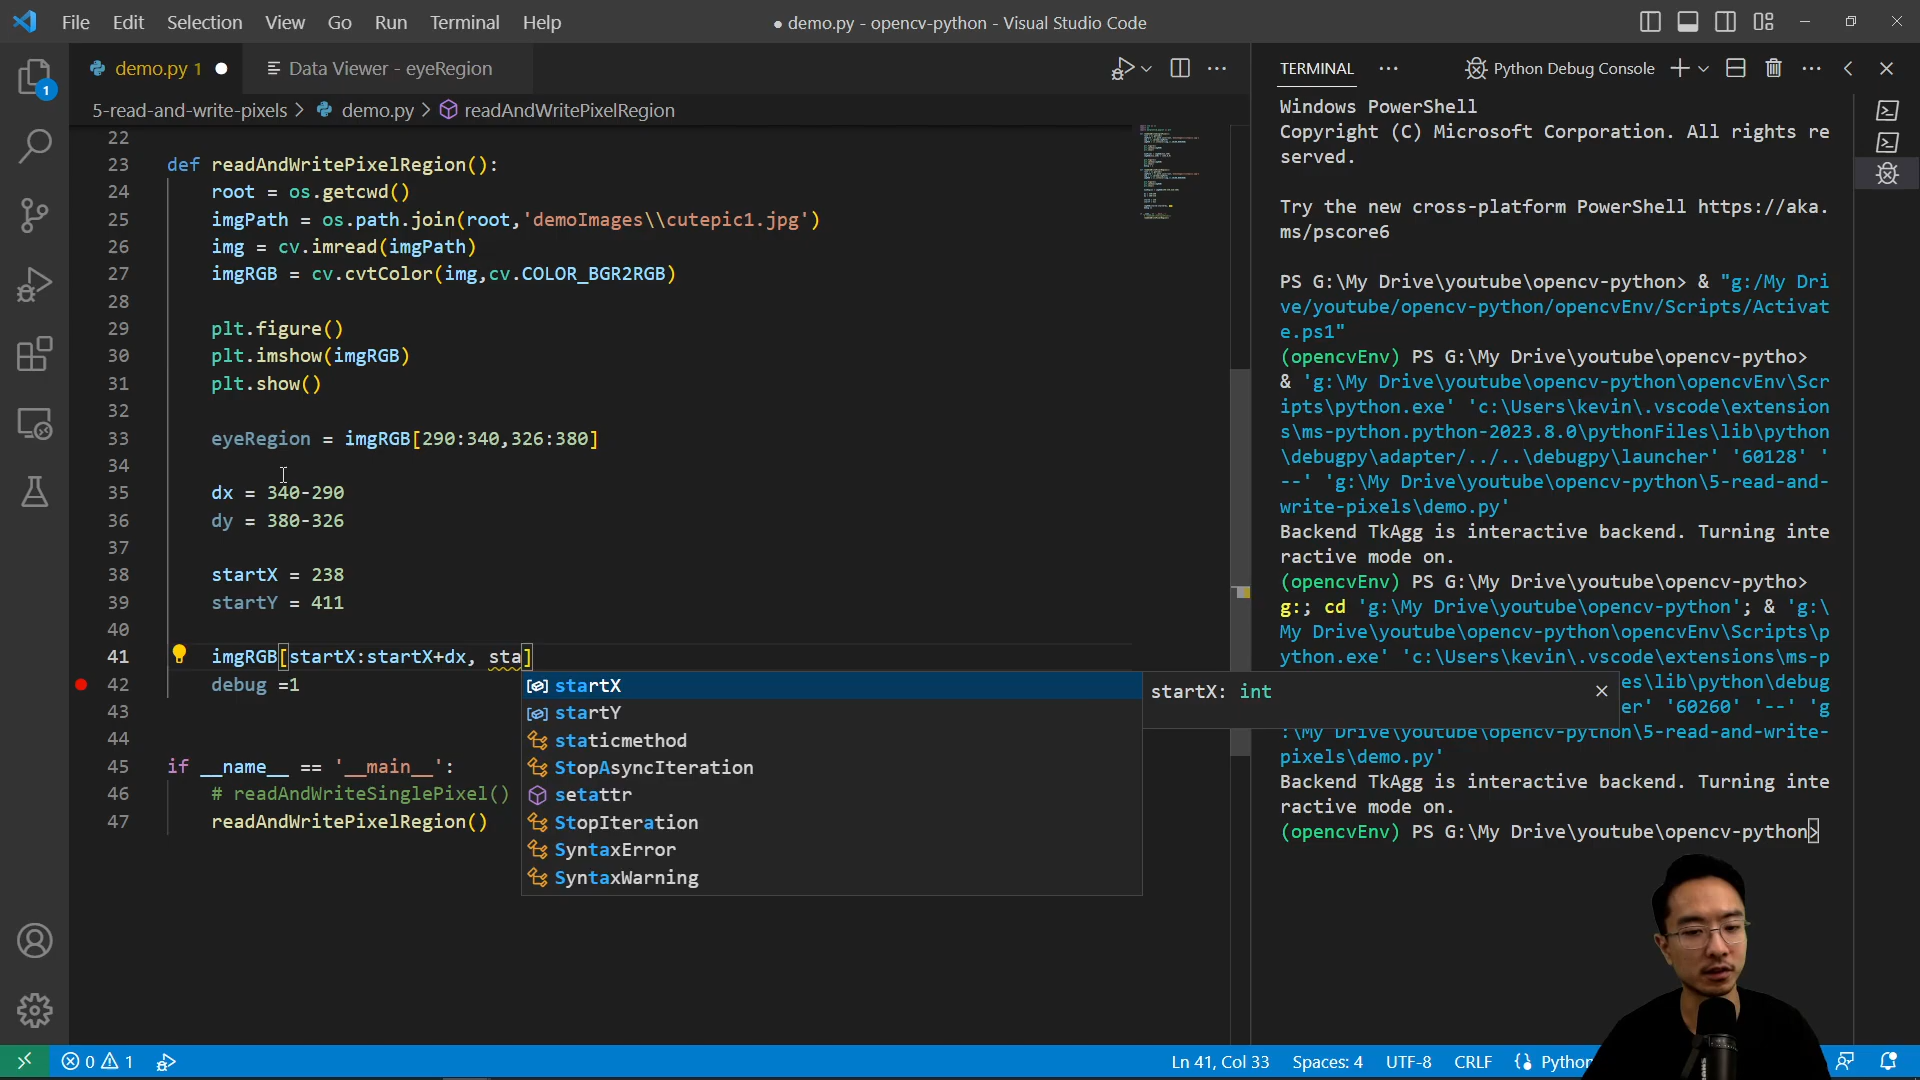 File Edit Selection View Go Run Terminal Help
● demo.py - opencv-python - Visual Studio Code
demo.py 1
Data Viewer - eyeRegion
5-read-and-write-pixels > demo.py > readAndWritePixelRegion
22
23 def readAndWritePixelRegion():
24 root = os.getcwd()
25 imgPath = os.path.join(root,'demoImages\\cutepic1.jpg')
26 img = cv.imread(imgPath)
27 imgRGB = cv.cvtColor(img,cv.COLOR_BGR2RGB)
28
29 plt.figure()
30 plt.imshow(imgRGB)
31 plt.show()
32
33 eyeRegion = imgRGB[290:340,326:380]
34
35 dx = 340-290
36 dy = 380-326
37
38 startX = 238
39 startY = 411
40
41 imgRGB[startX:startX+dx, sta]
42 debug =1
43
44
45 if __name__ == '__main__':
46 # readAndWriteSinglePixel()
47 readAndWritePixelRegion()
startX
startY
staticmethod
StopAsyncIteration
setattr
StopIteration
SyntaxError
SyntaxWarning
startX: int
TERMINAL
Python Debug Console
Windows PowerShell
Copyright (C) Microsoft Corporation. All rights re
served.
Try the new cross-platform PowerShell https://aka.
ms/pscore6
PS G:\My Drive\youtube\opencv-python> & "g:/My Dri
ve/youtube/opencv-python/opencvEnv/Scripts/Activat
e.ps1"
(opencvEnv) PS G:\My Drive\youtube\opencv-pytho>
& 'g:\My Drive\youtube\opencv-python\opencvEnv\Scr
ipts\python.exe' 'c:\Users\kevin\.vscode\extension
s\ms-python.python-2023.8.0\pythonFiles\lib\python
\debugpy\adapter/../..\debugpy\launcher' '60128' '
--' 'g:\My Drive\youtube\opencv-python\5-read-and-
write-pixels\demo.py'
Backend TkAgg is interactive backend. Turning inte
ractive mode on.
(opencvEnv) PS G:\My Drive\youtube\opencv-pytho>
g:; cd 'g:\My Drive\youtube\opencv-python'; & 'g:\
My Drive\youtube\opencv-python\opencvEnv\Scripts\p
ython.exe' 'c:\Users\kevin\.vscode\extensions\ms-p
es\lib\python\debug
er' '60260' '--' 'g
:\My Drive\youtube\opencv-python\5-read-and-write-
pixels\demo.py'
Backend TkAgg is interactive backend. Turning inte
ractive mode on.
(opencvEnv) PS G:\My Drive\youtube\opencv-python>
1
0 1
Ln 41, Col 33 Spaces: 4 UTF-8 CRLF